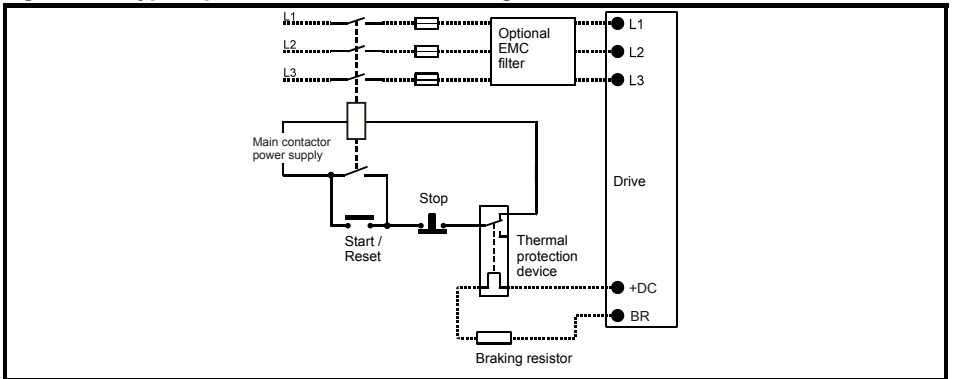 L1
L2
L3
Optional
EMC
filter
L1
L2
L3
Main contactor
power supply
Drive
Stop
Start /
Reset
Thermal
protection
device
+DC
BR
Braking resistor